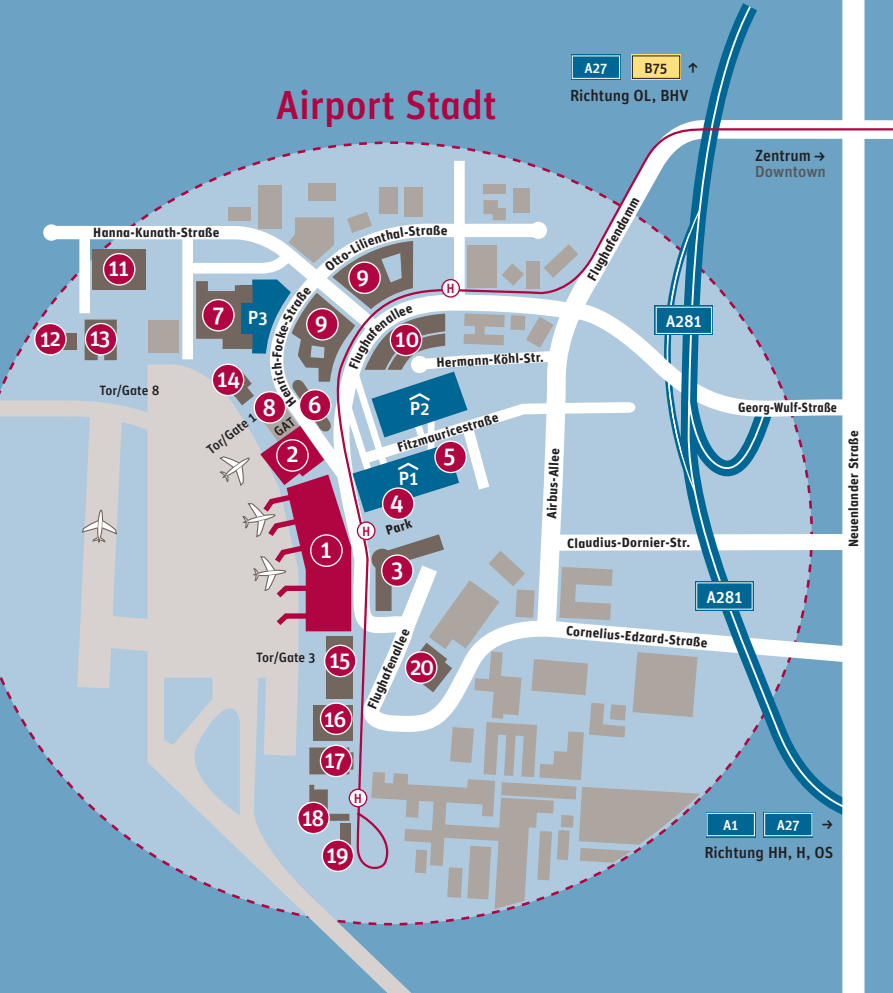 A27 B75 ↑
Richtung OL, BHV
Airport Stadt
Zentrum →
Downtown
Hanna-Kunath-Straße
Otto-Lilienthal-Straße
Flughafendamm
11
9
H
7
P3
Henrich-Focke-Straße
9
Flughafenallee
10
A281
12
13
Hermann-Köhl-Str.
Tor/Gate 8
14
8
6
P2
Georg-Wulf-Straße
Tor/Gate 1
GAT
Fitzmauricestraße
2
5
P1
4
Park
Airbus-Allee
Neuenlander Straße
H
1
Claudius-Dornier-Str.
3
A281
Cornelius-Edzard-Straße
Tor/Gate 3
15
Flughafenallee
20
16
17
H
18
A1 A27 →
Richtung HH, H, OS
19